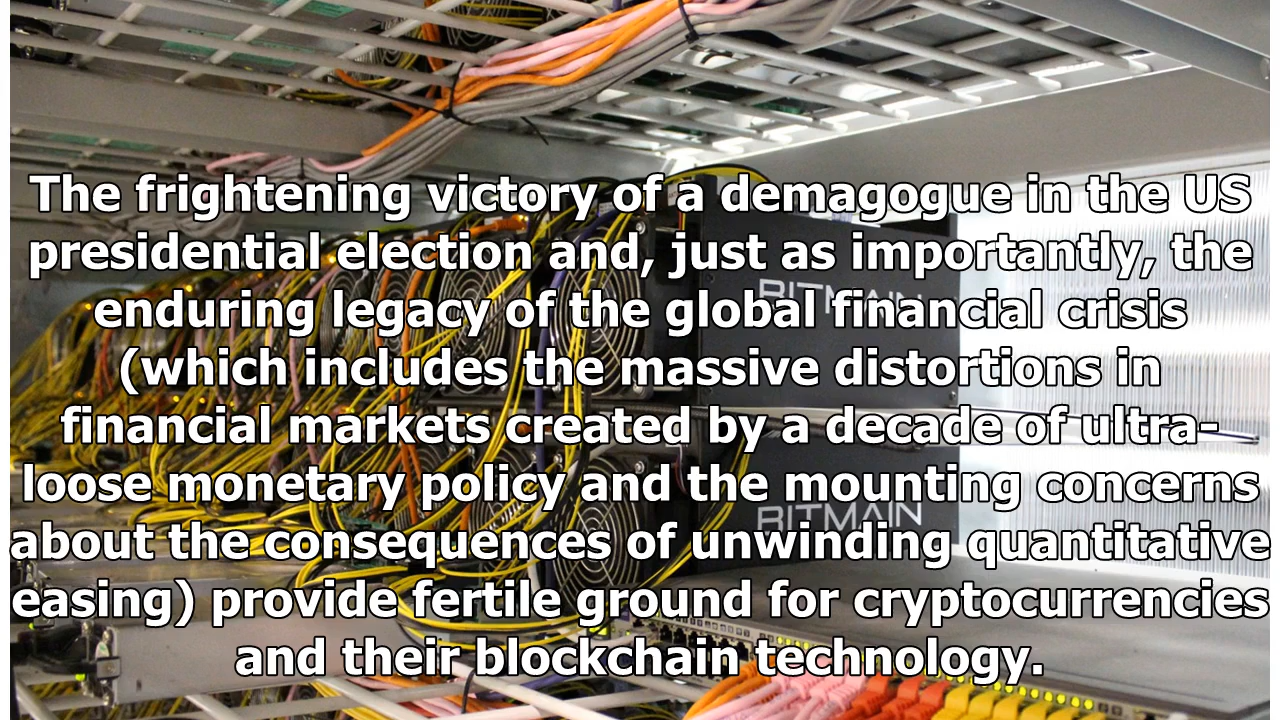 The frightening victory of a demagogue in the US
presidential election and, just as importantly, the
enduring legacy of the global financial crisis
(which includes the massive distortions in
financial markets created by a decade of ultra-
loose monetary policy and the mounting concerns
about the consequences of unwinding quantitative
easing) provide fertile ground for cryptocurrencies
and their blockchain technology.
BITMAIN
BITMAIN